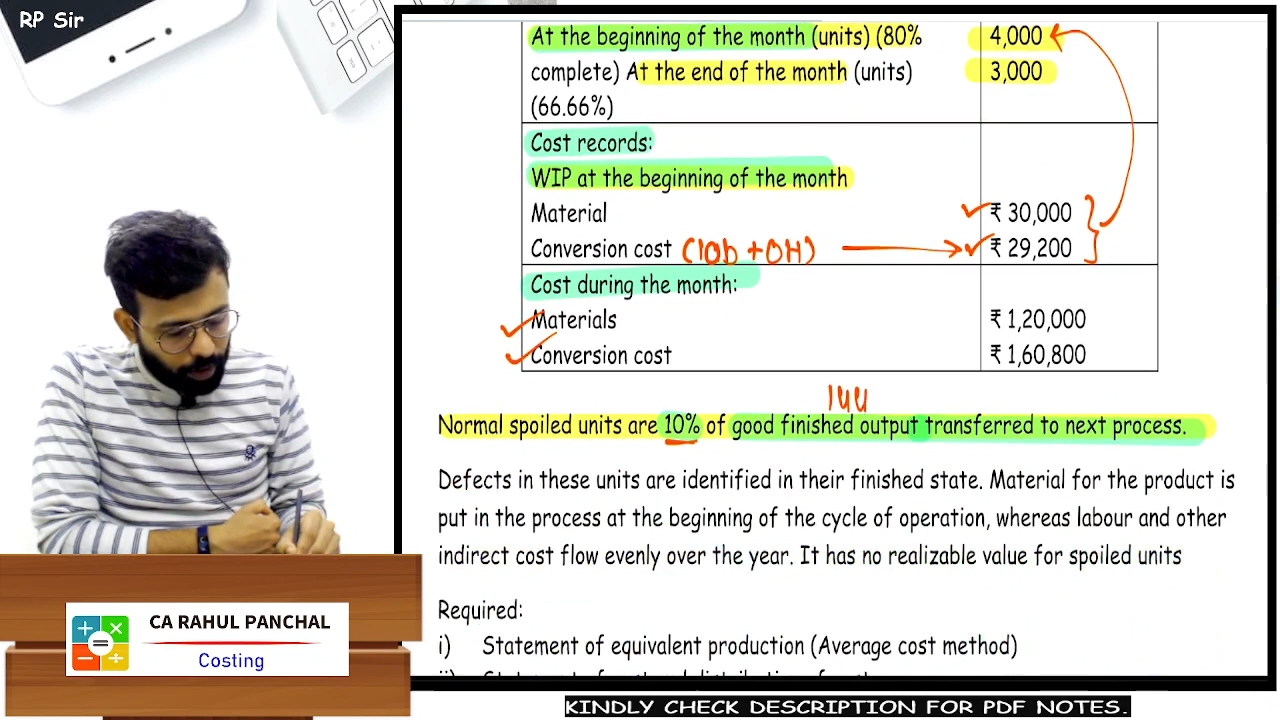 RP Sir
At the beginning of the month (units) (80% 4,000
complete) At the end of the month (units) 3,000
(66.66%)
Cost records:
WIP at the beginning of the month
Material ₹ 30,000
Conversion cost (lab + OH) ₹ 29,200
Cost during the month:
Materials ₹ 1,20,000
Conversion cost ₹ 1,60,800
Normal spoiled units are 10% of good finished output transferred to next process.
Defects in these units are identified in their finished state. Material for the product is
put in the process at the beginning of the cycle of operation, whereas labour and other
indirect cost flow evenly over the year. It has no realizable value for spoiled units
Required:
i) Statement of equivalent production (Average cost method)
CA RAHUL PANCHAL
Costing
KINDLY CHECK DESCRIPTION FOR PDF NOTES.